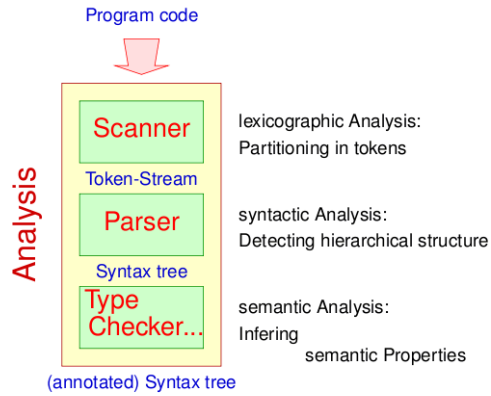 Program code
Scanner
lexicographic Analysis:
Partitioning in tokens
Token-Stream
Analysis
Parser
syntactic Analysis:
Detecting hierarchical structure
Syntax tree
Type
Checker...
semantic Analysis:
Infering
semantic Properties
(annotated) Syntax tree